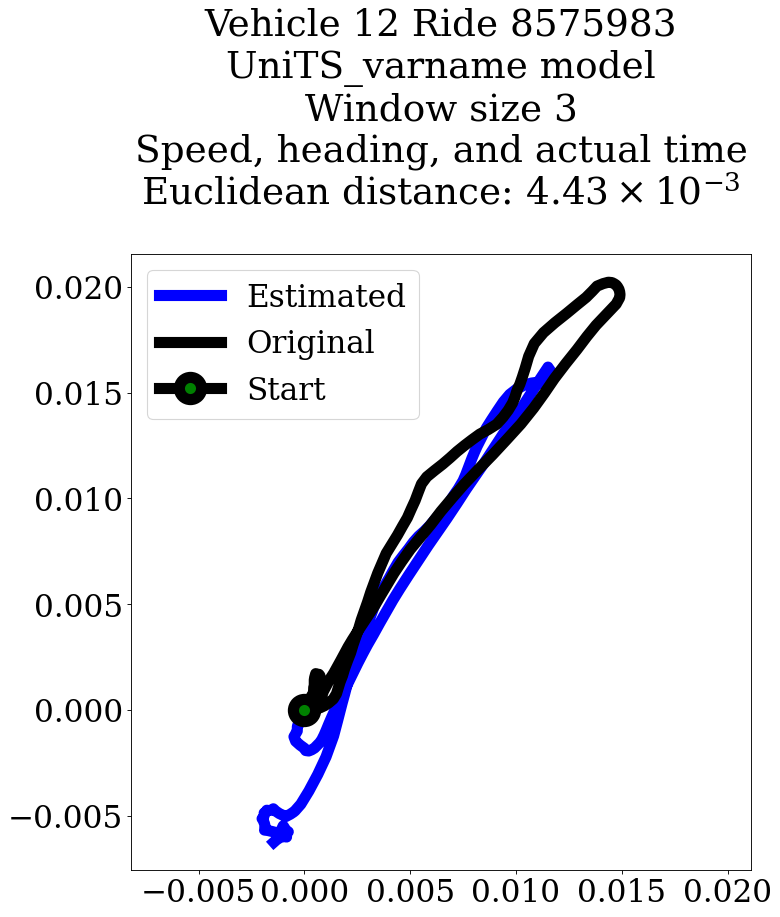 Vehicle 12 Ride 8575983
UniTS_varname model
Window size 3
Speed, heading, and actual time
Euclidean distance: 4.43 × 10⁻³
Estimated
Original
Start
0.020
0.015
0.010
0.005
0.000
−0.005
−0.005 0.000 0.005 0.010 0.015 0.020